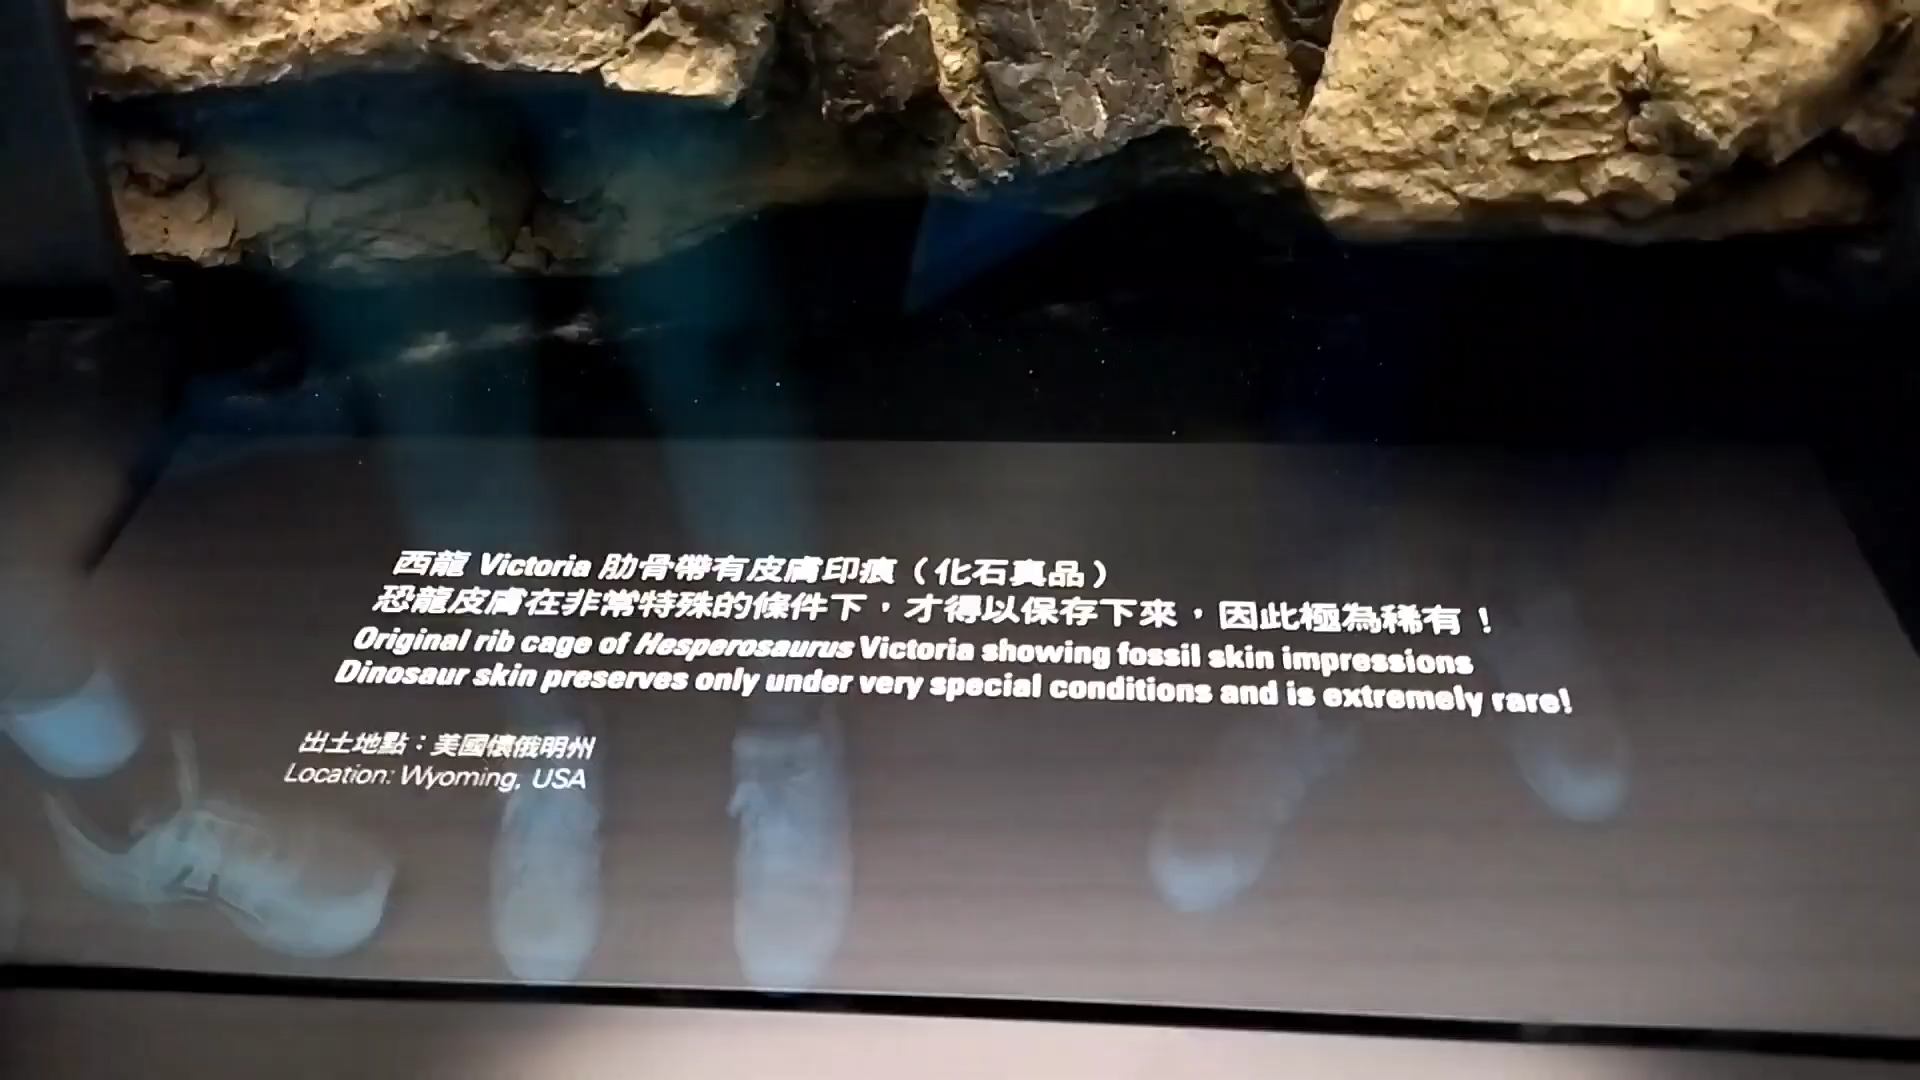 西龍 Victoria 肋骨帶有皮膚印痕（化石真品）
恐龍皮膚在非常特殊的條件下，才得以保存下來，因此極為稀有！
Original rib cage of Hesperosaurus Victoria showing fossil skin impressions
Dinosaur skin preserves only under very special conditions and is extremely rare!
出土地點：美國懷俄明州
Location: Wyoming, USA